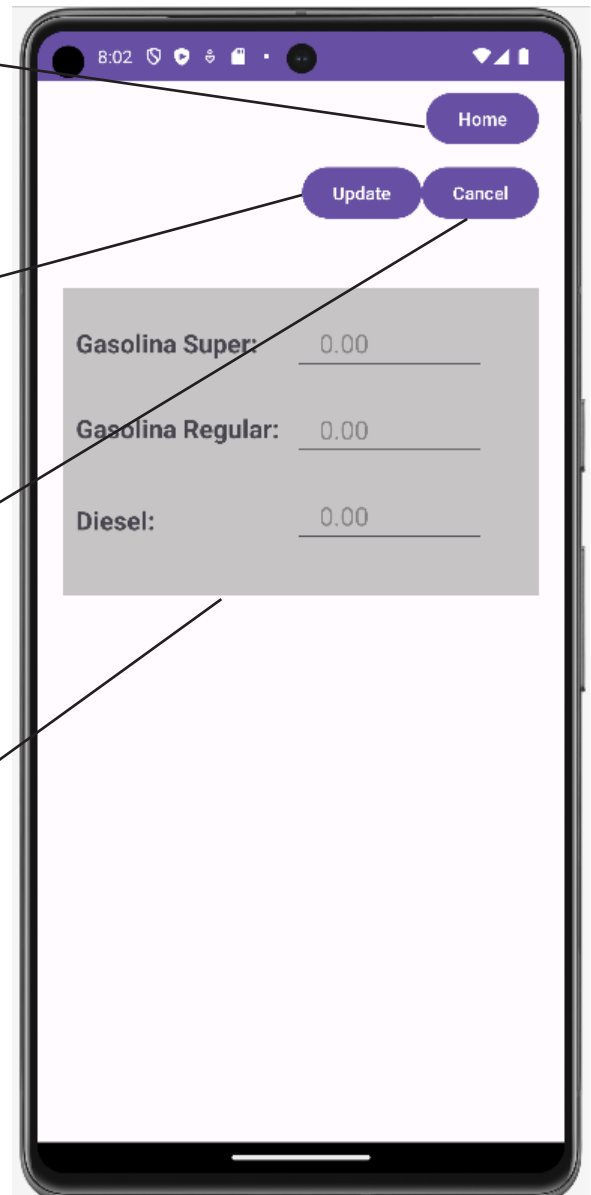 8:02
Home
Update Cancel
Gasolina Super: 0.00
Gasolina Regular: 0.00
Diesel: 0.00